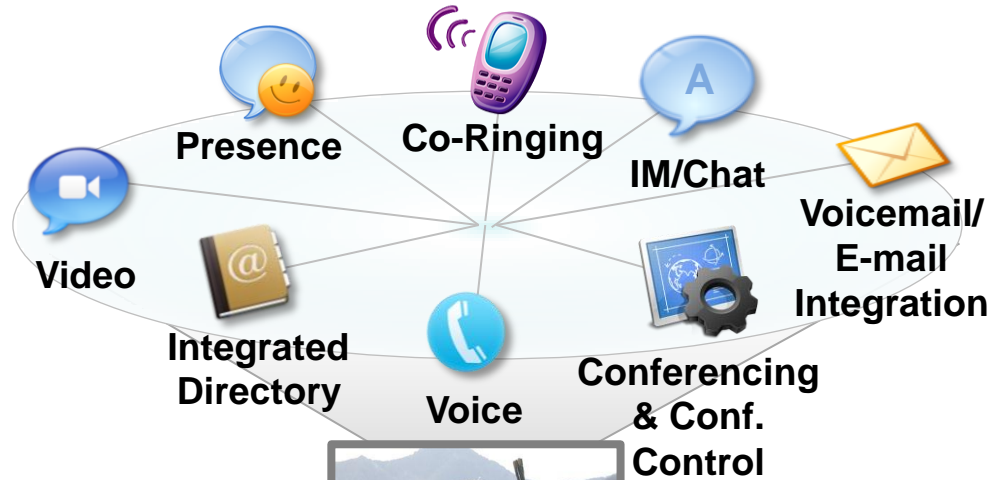 Presence
Co-Ringing
A
IM/Chat
Voicemail/
E-mail
Integration
Video
@
Integrated
Directory
Voice
Conferencing
& Conf.
Control